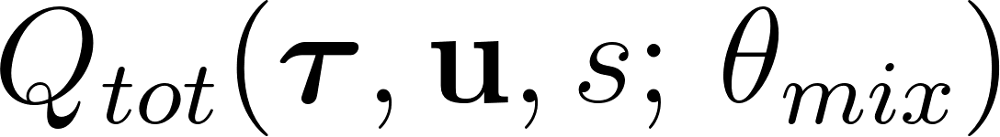 Q_{tot}(𝝉, 𝐮, s; θ_{mix})